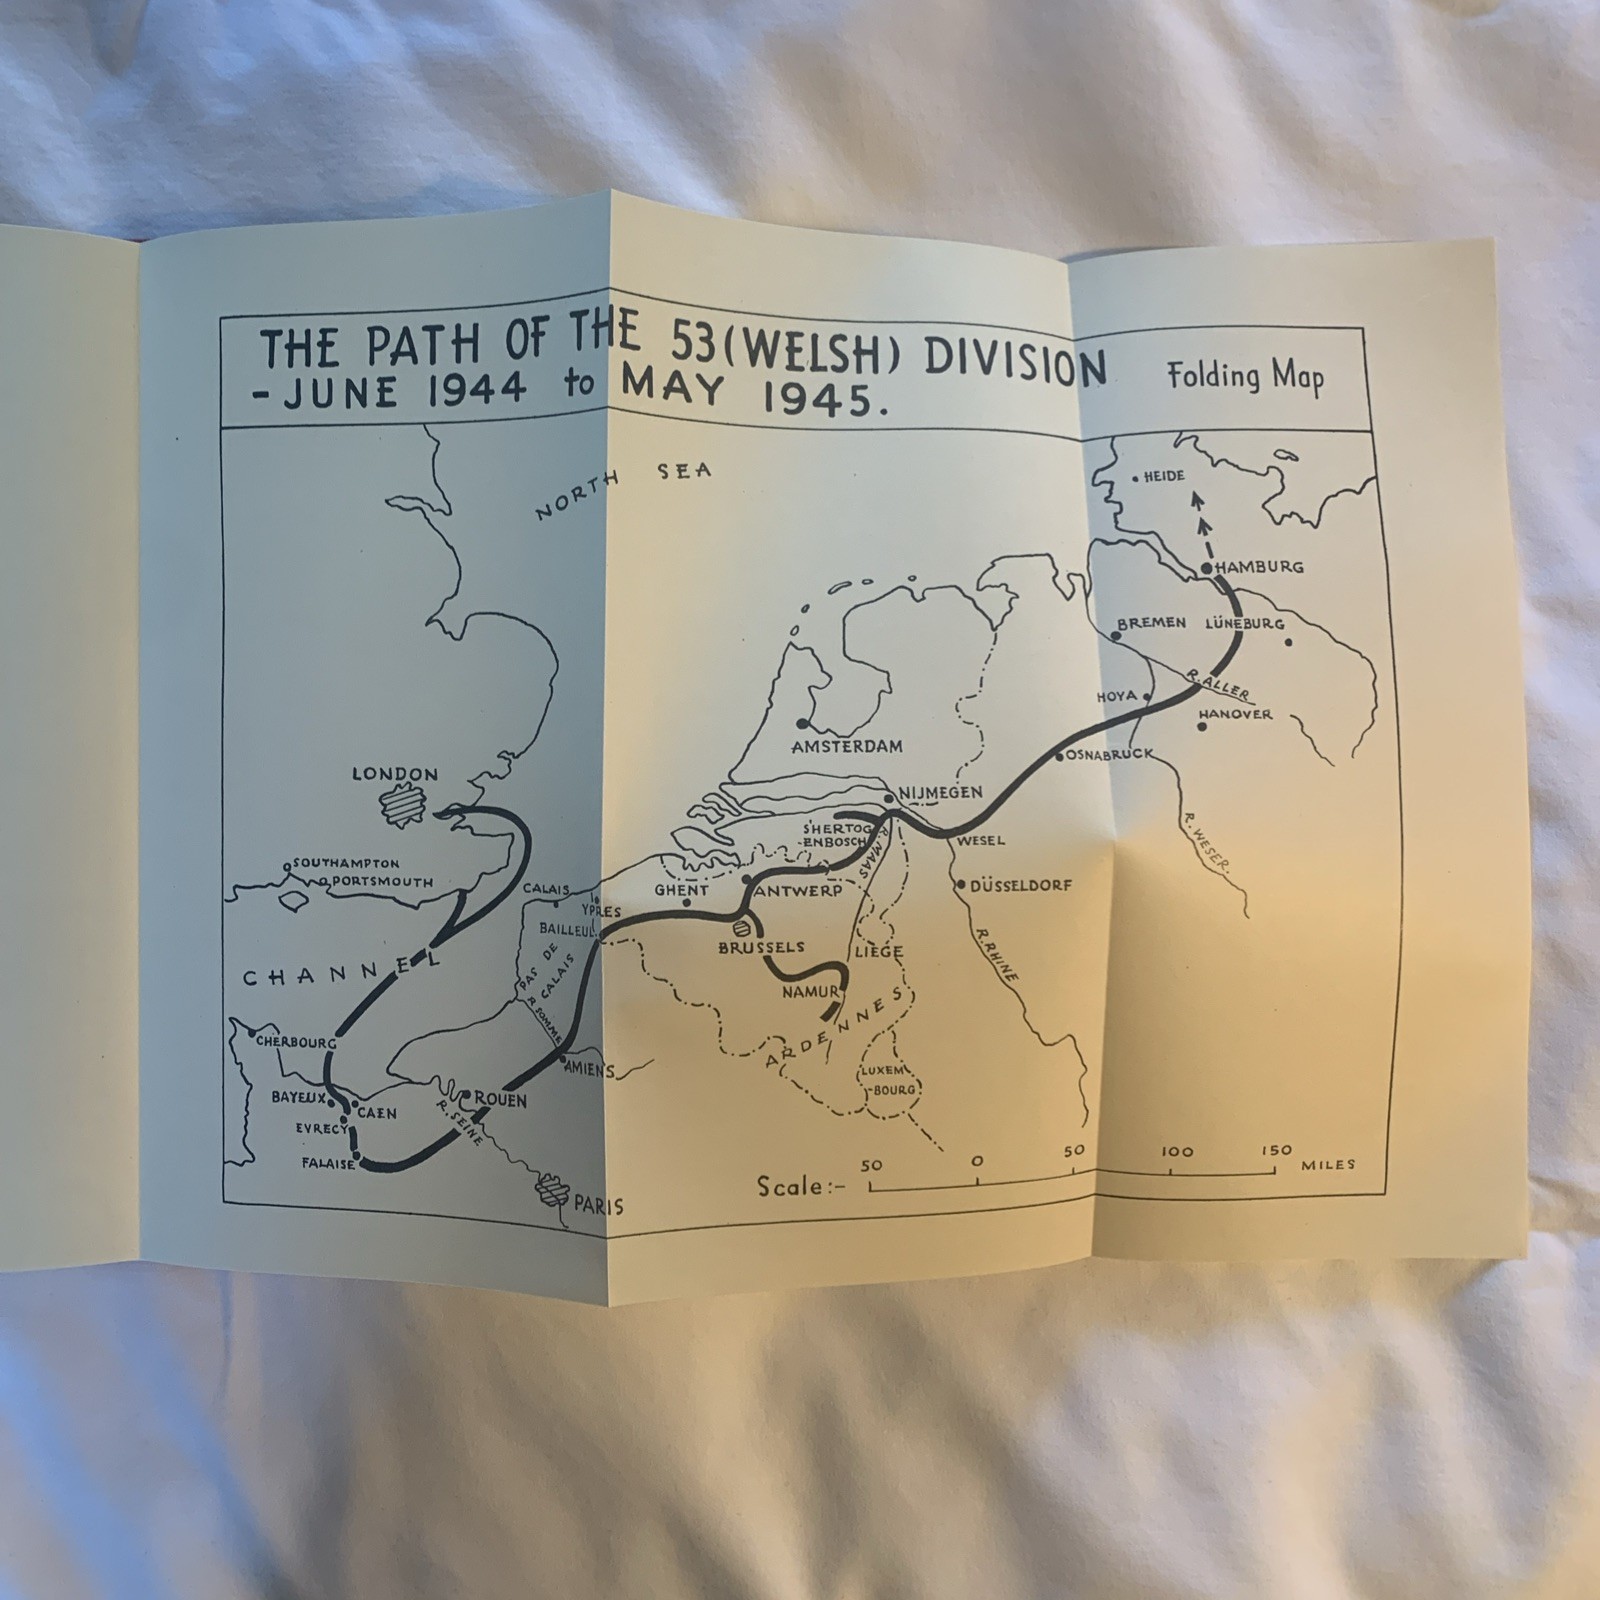 THE PATH OF THE 53(WELSH) DIVISION
- JUNE 1944 to MAY 1945.
Folding Map
NORTH SEA
HEIDE
HAMBURG
BREMEN
LÜNEBURG
R. ALLER
HOYA
HANOVER
OSNABRUCK
AMSTERDAM
LONDON
NIJMEGEN
S'HERTOG
-ENBOSCH
R. MAAS
WESEL
R. WESER.
SOUTHAMPTON
PORTSMOUTH
CALAIS
GHENT
ANTWERP
DÜSSELDORF
YPRES
BAILLEUL
BRUSSELS
LIEGE
R. RHINE
CHANNEL
PAS DE
CALAIS
NAMUR
R. SOMME
ARDENNES
CHERBOURG
AMIENS
LUXEM
-BOURG
BAYEUX
CAEN
ROUEN
R. SEINE
EVRECY
FALAISE
PARIS
Scale:-
50 0 50 100 150 MILES